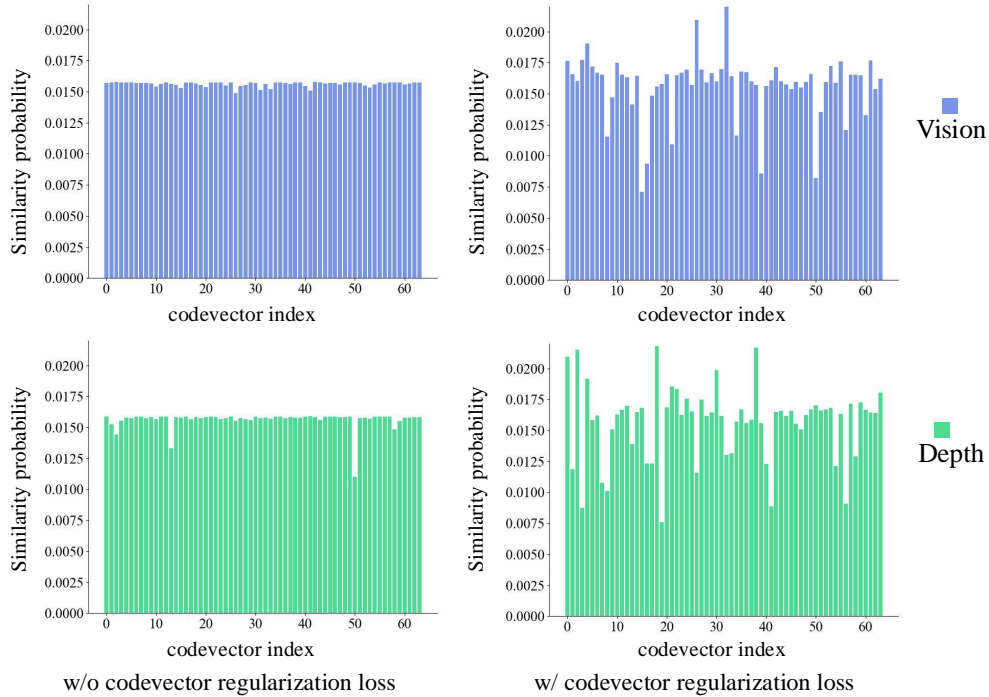 0.0200
0.0175
0.0150
0.0125
0.0100
0.0075
0.0050
0.0025
0.0000
Similarity probability
0 10 20 30 40 50 60
codevector index
0.0200
0.0175
0.0150
0.0125
0.0100
0.0075
0.0050
0.0025
0.0000
Similarity probability
0 10 20 30 40 50 60
codevector index
Vision
0.0200
0.0175
0.0150
0.0125
0.0100
0.0075
0.0050
0.0025
0.0000
Similarity probability
0 10 20 30 40 50 60
codevector index
0.0200
0.0175
0.0150
0.0125
0.0100
0.0075
0.0050
0.0025
0.0000
Similarity probability
0 10 20 30 40 50 60
codevector index
Depth
w/o codevector regularization loss
w/ codevector regularization loss